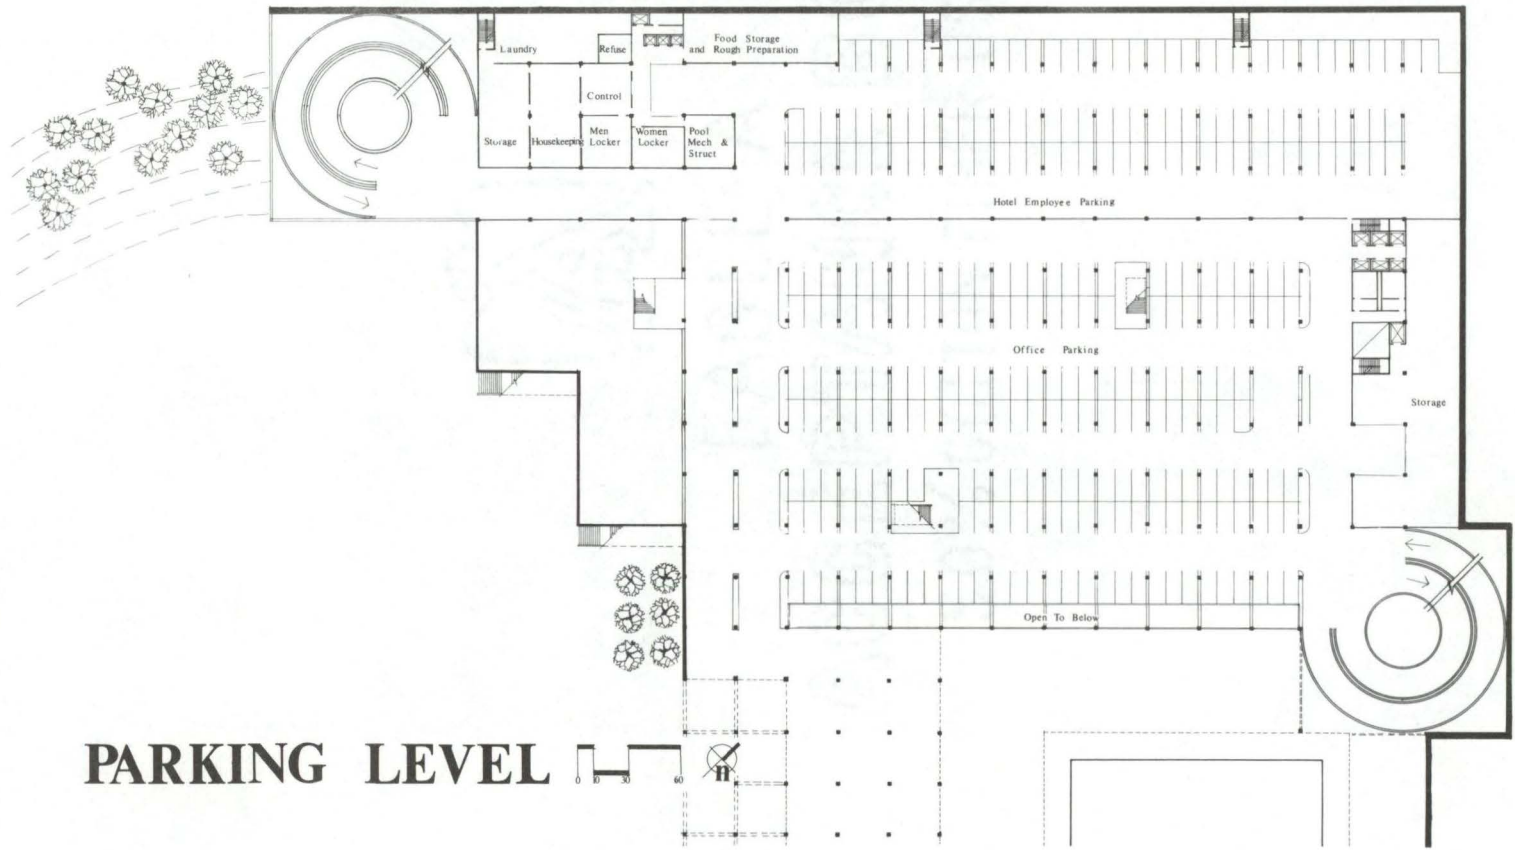 Laundry
Refuse
Food Storage
and Rough Preparation
Control
Storage
Housekeeping
Men
Locker
Women
Locker
Pool
Mech &
Struct
Hotel Employee Parking
Office Parking
Storage
Open To Below
PARKING LEVEL
0 10 30 60
n